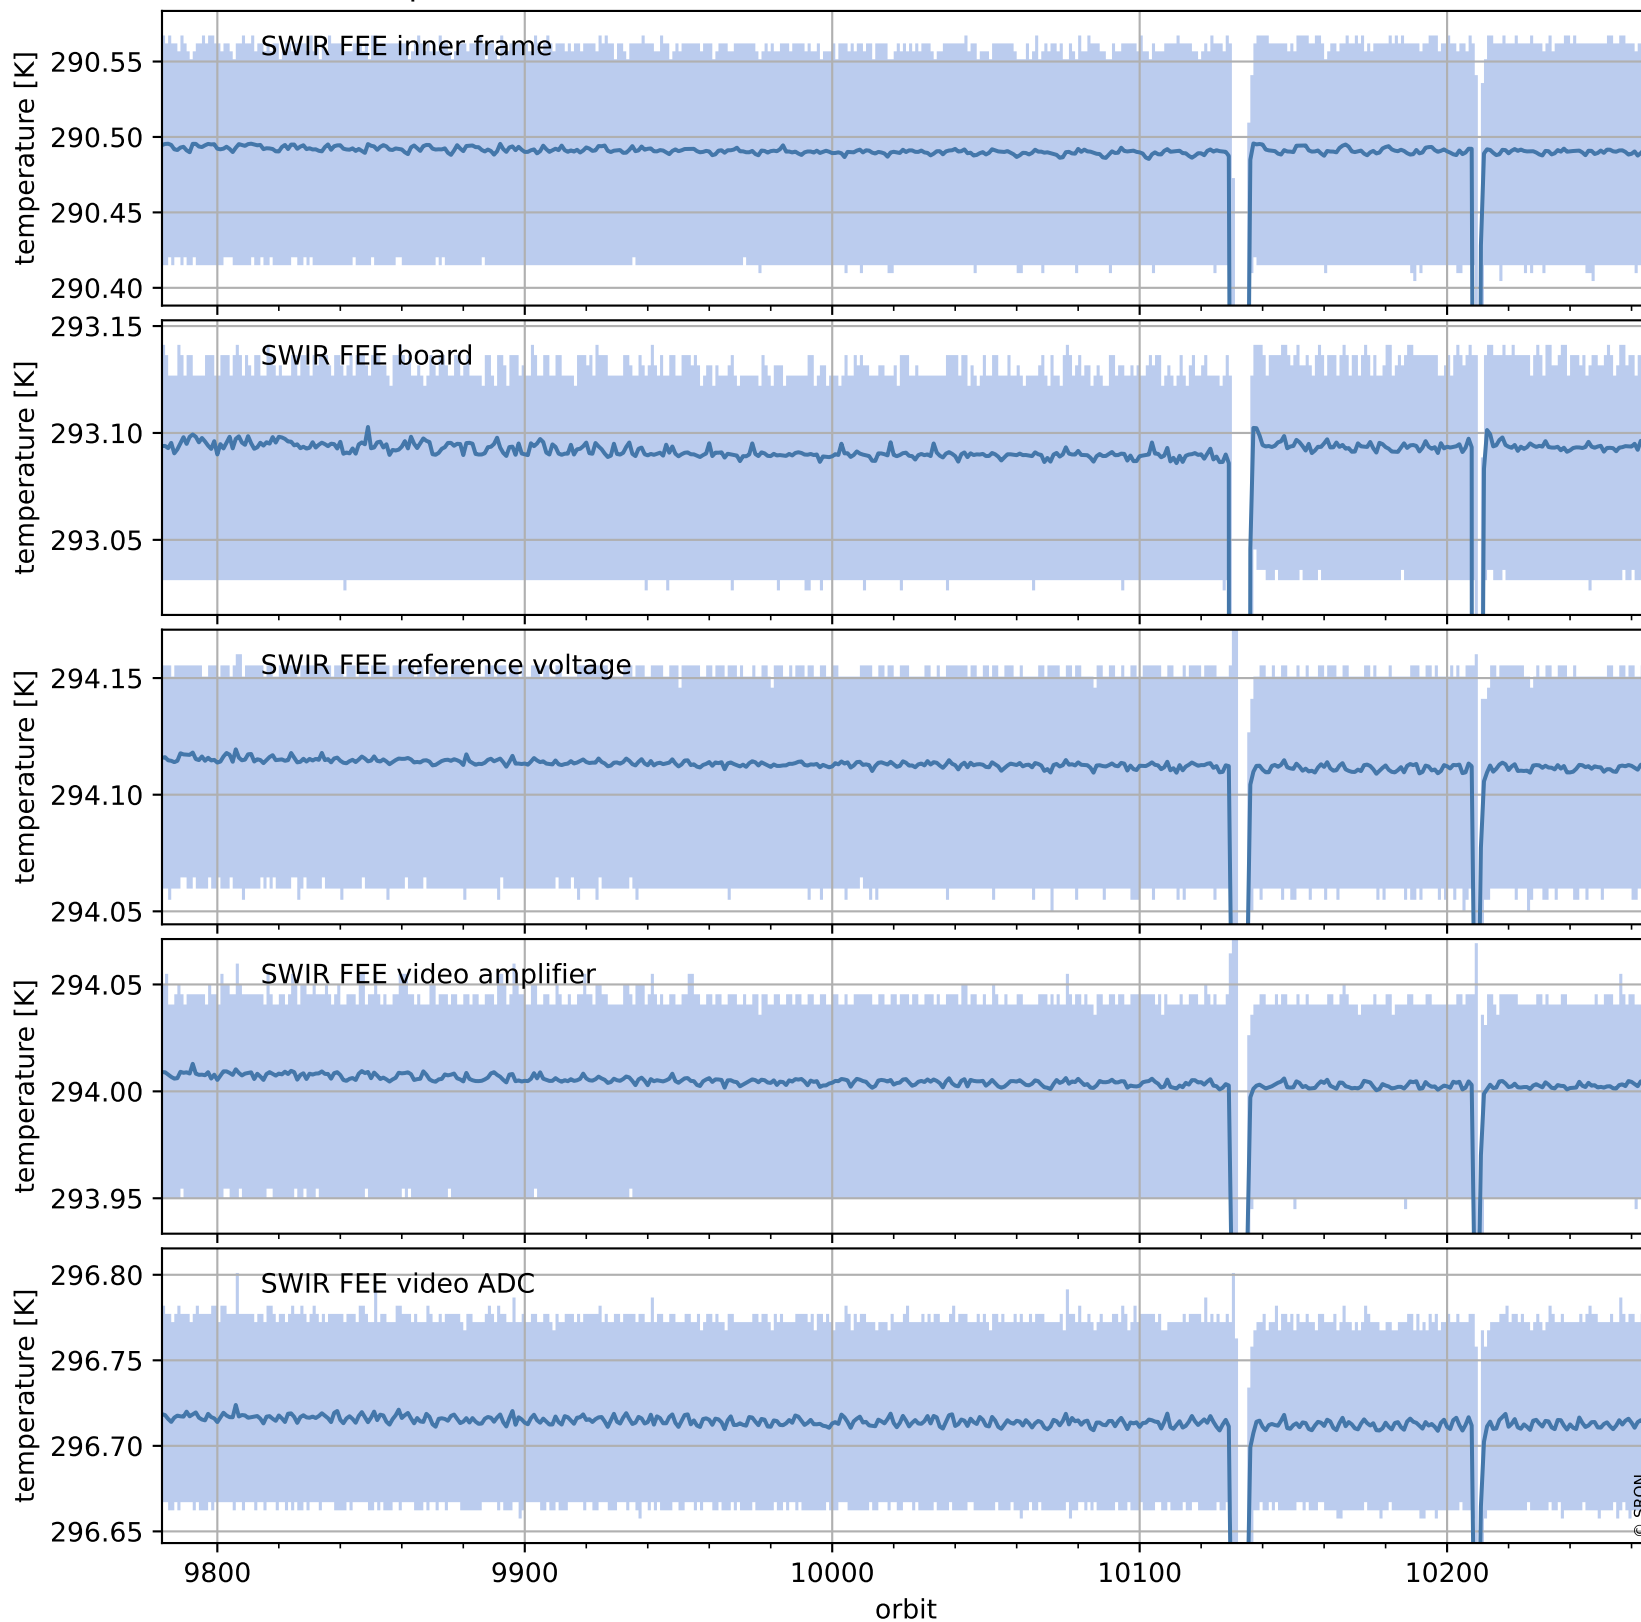 SWIR FEE inner frame
temperature [K]
290.55
290.50
290.45
290.40
SWIR FEE board
temperature [K]
293.15
293.10
293.05
SWIR FEE reference voltage
temperature [K]
294.15
294.10
294.05
SWIR FEE video amplifier
temperature [K]
294.05
294.00
293.95
SWIR FEE video ADC
temperature [K]
296.80
296.75
296.70
296.65
9800 9900 10000 10100 10200
orbit
© SRON